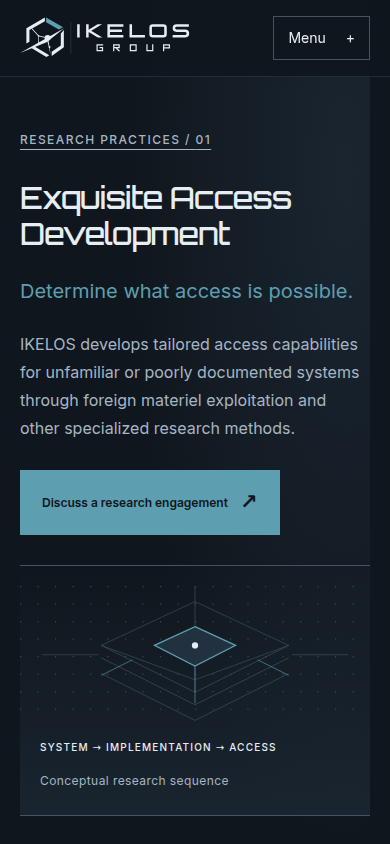 IKELOS
GROUP
Menu +
RESEARCH PRACTICES / 01
Exquisite Access
Development
Determine what access is possible.
IKELOS develops tailored access capabilities
for unfamiliar or poorly documented systems
through foreign materiel exploitation and
other specialized research methods.
Discuss a research engagement ↗
SYSTEM → IMPLEMENTATION → ACCESS
Conceptual research sequence